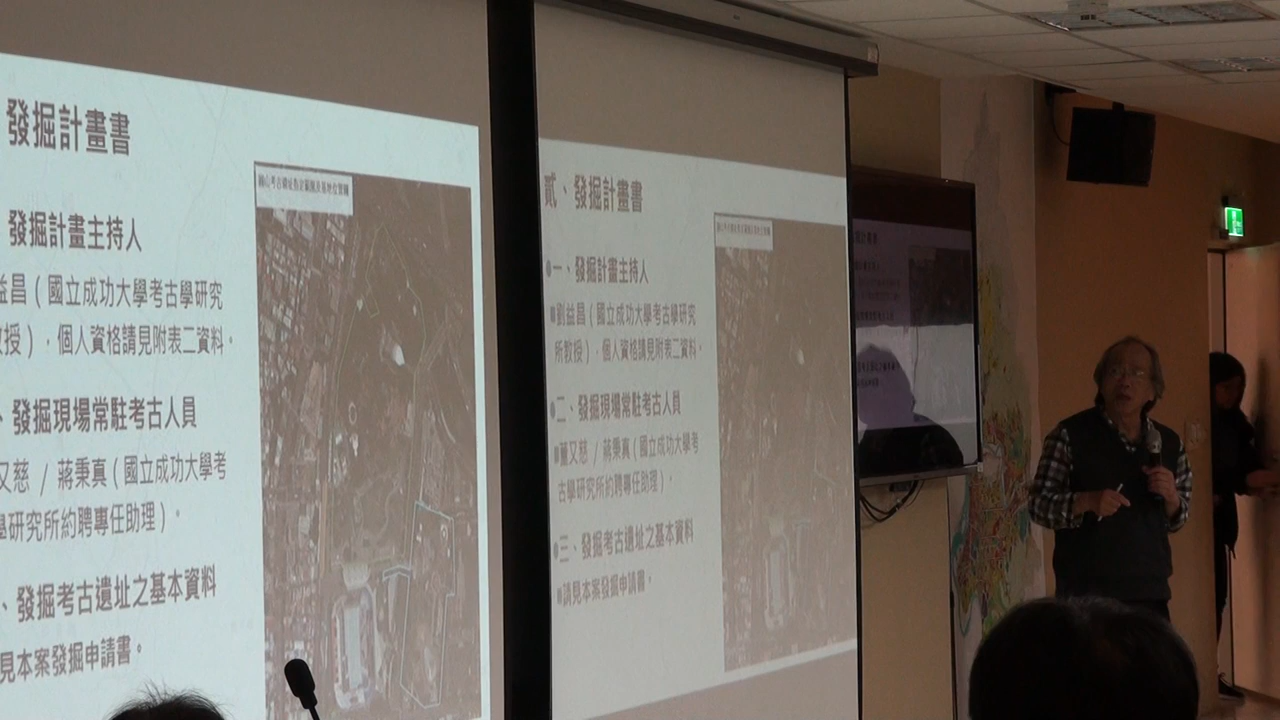 發掘計畫書
發掘計畫主持人
益昌(國立成功大學考古學研究
教授),個人資格請見附表二資料。
、發掘現場常駐考古人員
又慈 / 蔣秉真(國立成功大學考
學研究所約聘專任助理)。
、發掘考古遺址之基本資料
見本案發掘申請書。
貳、發掘計畫書
一、發掘計畫主持人
劉益昌(國立成功大學考古學研究
所教授),個人資格請見附表二資料。
二、發掘現場常駐考古人員
董又慈 / 蔣秉真(國立成功大學考
古學研究所約聘專任助理)。
三、發掘考古遺址之基本資料
請見本案發掘申請書。